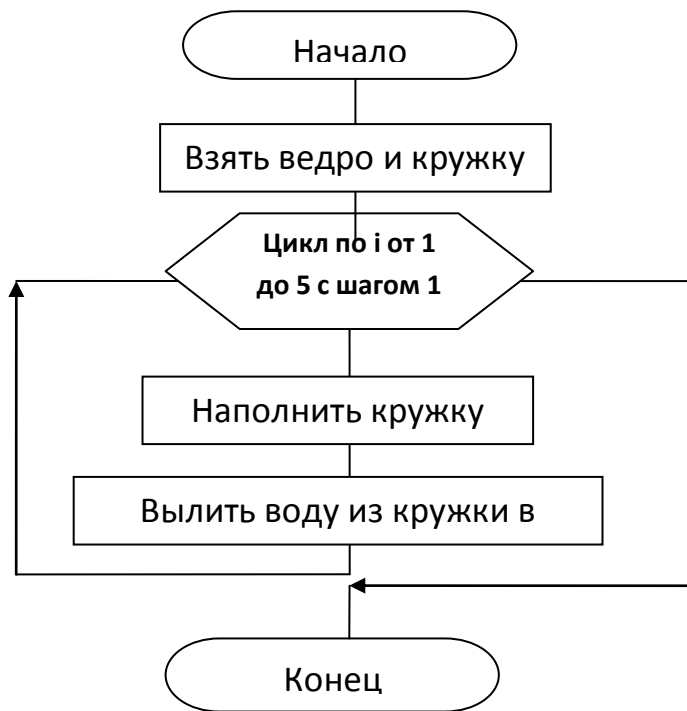 Начало
Взять ведро и кружку
Цикл по i от 1
до 5 с шагом 1
Наполнить кружку
Вылить воду из кружки в
Конец